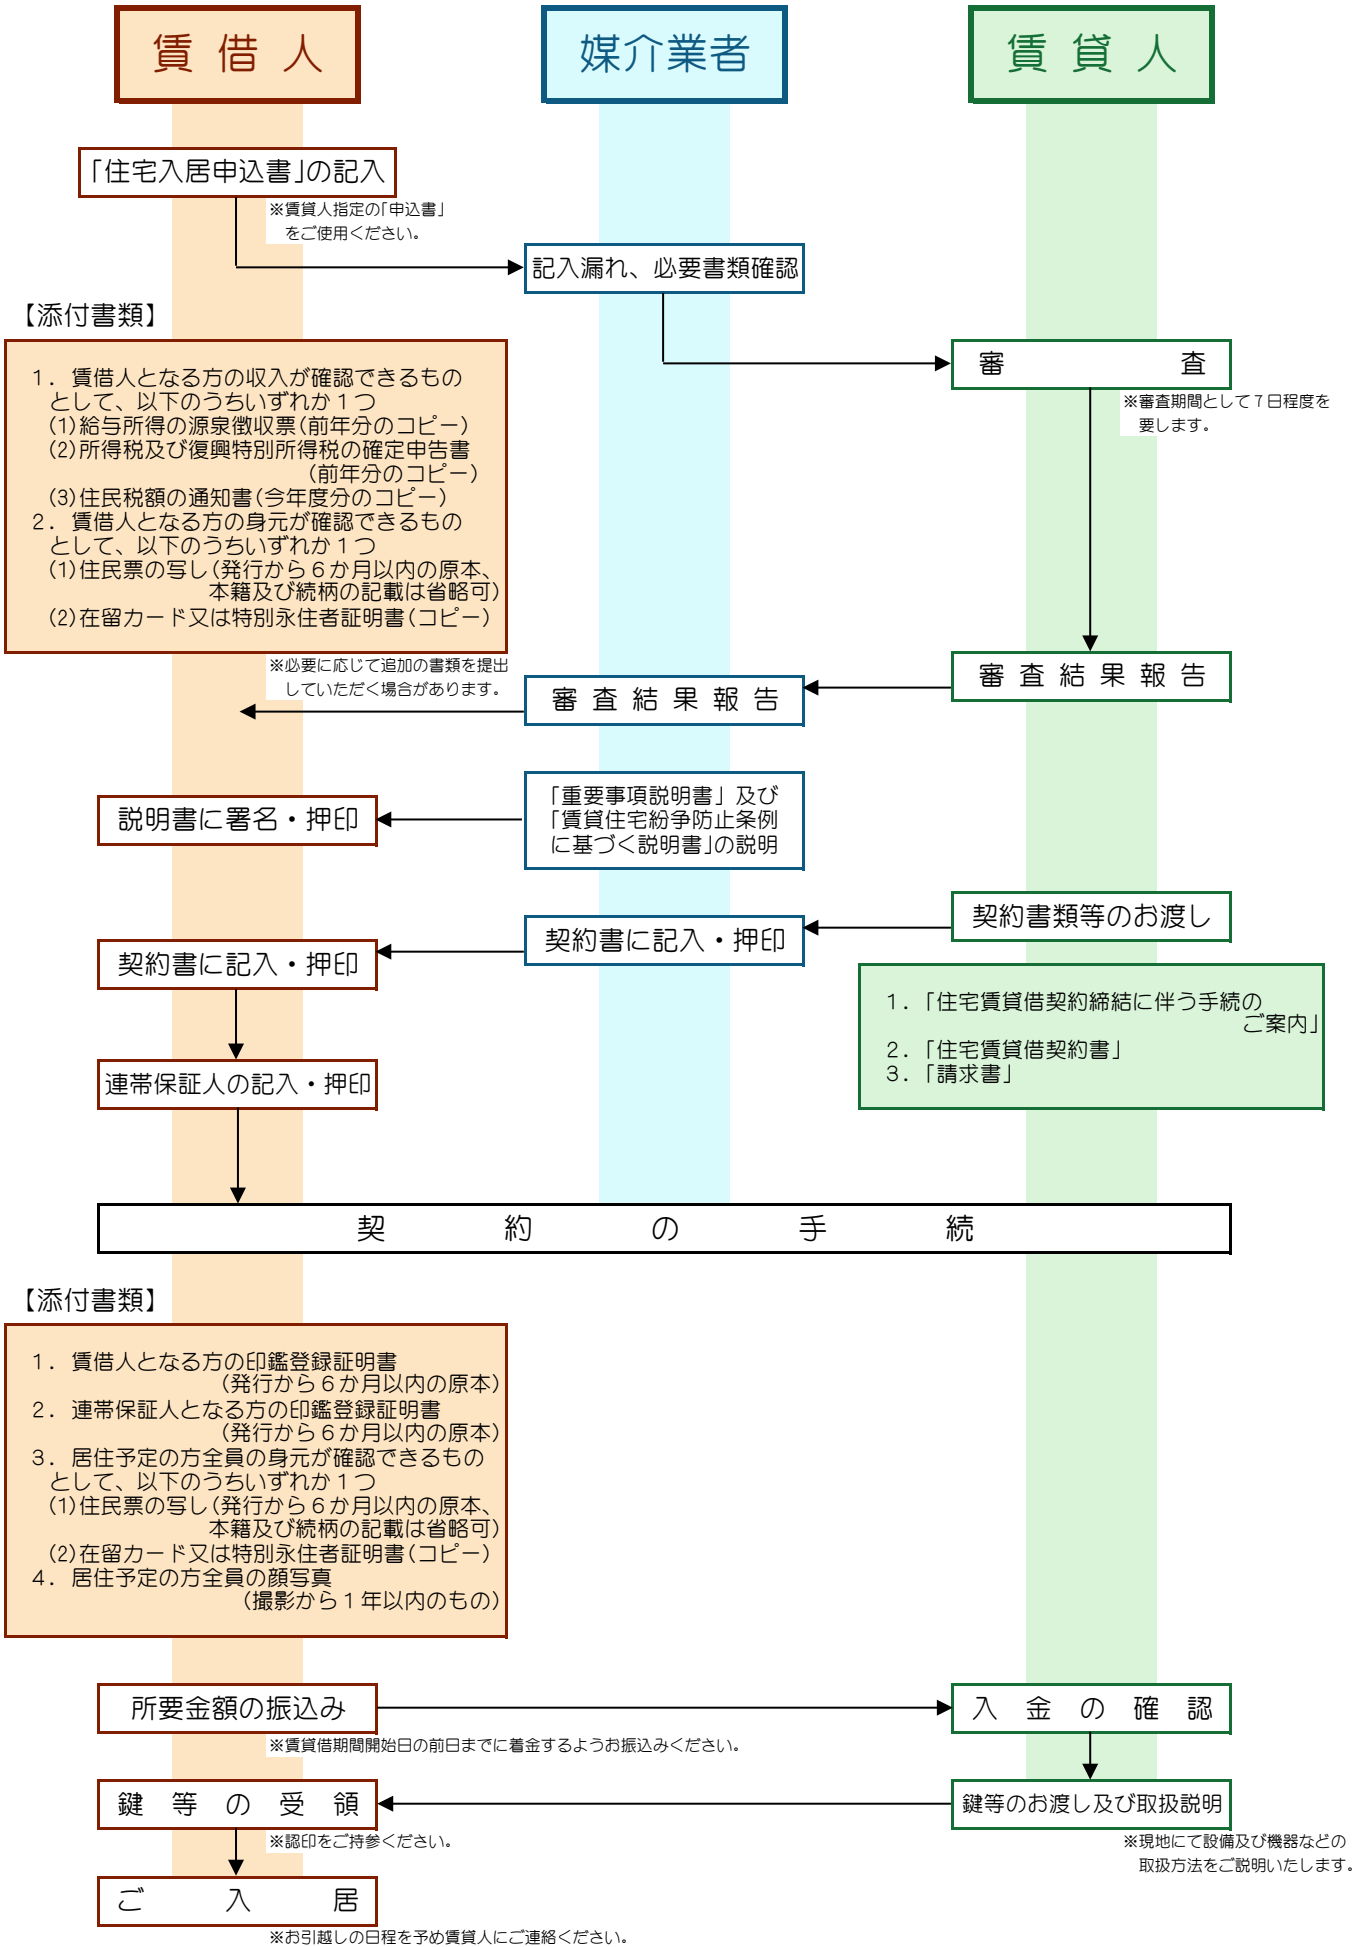 賃借人
媒介業者
賃貸人
「住宅入居申込書」の記入
※賃貸人指定の「申込書」
をご使用ください。
記入漏れ、必要書類確認
【添付書類】
1. 賃借人となる方の収入が確認できるもの
として、以下のうちいずれか1つ
(1)給与所得の源泉徴収票(前年分のコピー)
(2)所得税及び復興特別所得税の確定申告書
(前年分のコピー)
(3)住民税額の通知書(今年度分のコピー)
2. 賃借人となる方の身元が確認できるもの
として、以下のうちいずれか1つ
(1)住民票の写し(発行から6か月以内の原本、
本籍及び続柄の記載は省略可)
(2)在留カード又は特別永住者証明書(コピー)
※必要に応じて追加の書類を提出
していただく場合があります。
審査
※審査期間として7日程度を
要します。
審査結果報告
審査結果報告
「重要事項説明書」及び
「賃貸住宅紛争防止条例
に基づく説明書」の説明
説明書に署名・押印
契約書類等のお渡し
契約書に記入・押印
契約書に記入・押印
1.「住宅賃貸借契約締結に伴う手続の
ご案内」
2.「住宅賃貸借契約書」
3.「請求書」
連帯保証人の記入・押印
契約の手続
【添付書類】
1. 賃借人となる方の印鑑登録証明書
(発行から6か月以内の原本)
2. 連帯保証人となる方の印鑑登録証明書
(発行から6か月以内の原本)
3. 居住予定の方全員の身元が確認できるもの
として、以下のうちいずれか1つ
(1)住民票の写し(発行から6か月以内の原本、
本籍及び続柄の記載は省略可)
(2)在留カード又は特別永住者証明書(コピー)
4. 居住予定の方全員の顔写真
(撮影から1年以内のもの)
所要金額の振込み
入金の確認
※賃貸借期間開始日の前日までに着金するようお振込みください。
鍵等の受領
鍵等のお渡し及び取扱説明
※認印をご持参ください。
※現地にて設備及び機器などの
取扱方法をご説明いたします。
ご入居
※お引越しの日程を予め賃貸人にご連絡ください。